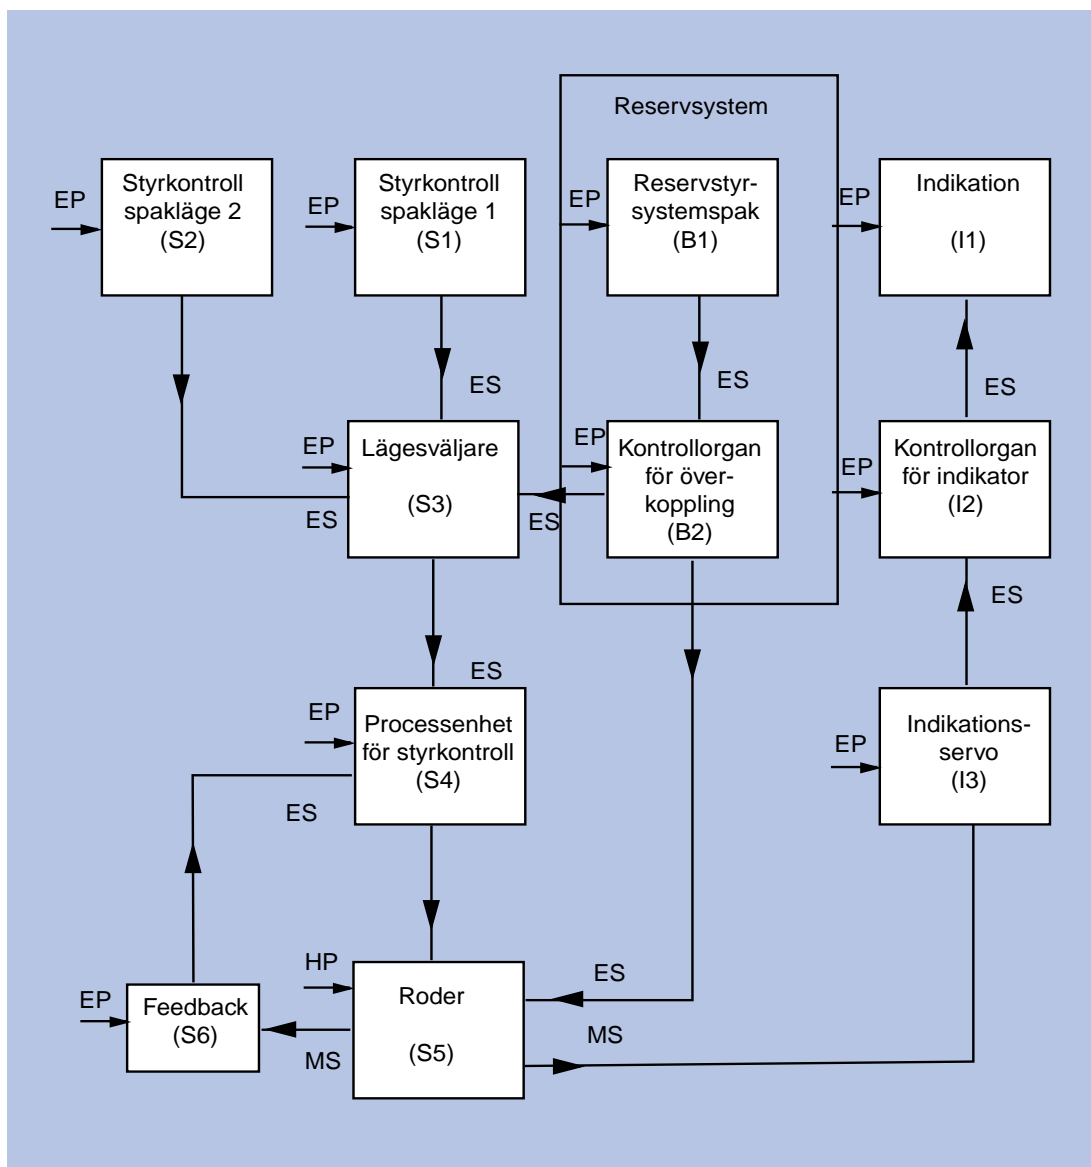 Reservsystem
EP
Styrkontroll
spakläge 2
(S2)
EP
Styrkontroll
spakläge 1
(S1)
EP
Reservstyr-
systemspak
(B1)
EP
Indikation
(I1)
ES
ES
ES
EP
Lägesväljare
(S3)
ES
EP
Kontrollorgan
för över-
koppling
(B2)
ES
EP
Kontrollorgan
för indikator
(I2)
ES
ES
EP
Processenhet
för styrkontroll
(S4)
ES
EP
Indikations-
servo
(I3)
HP
Roder
(S5)
ES
MS
EP
Feedback
(S6)
MS